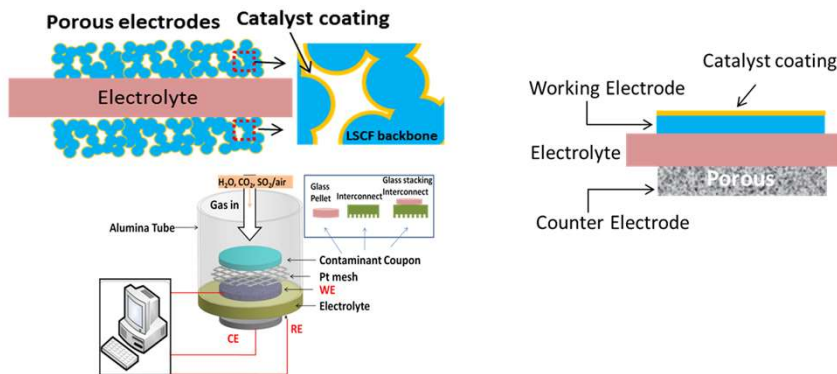 Porous electrodes
Catalyst coating
Electrolyte
LSCF backbone
H₂O, CO₂, SO₂/air
Gas in
Alumina Tube
Glass
Pellet
Interconnect
Glass stacking
Interconnect
Contaminant Coupon
Pt mesh
WE
Electrolyte
RE
CE
Catalyst coating
Working Electrode
Electrolyte
Porous
Counter Electrode